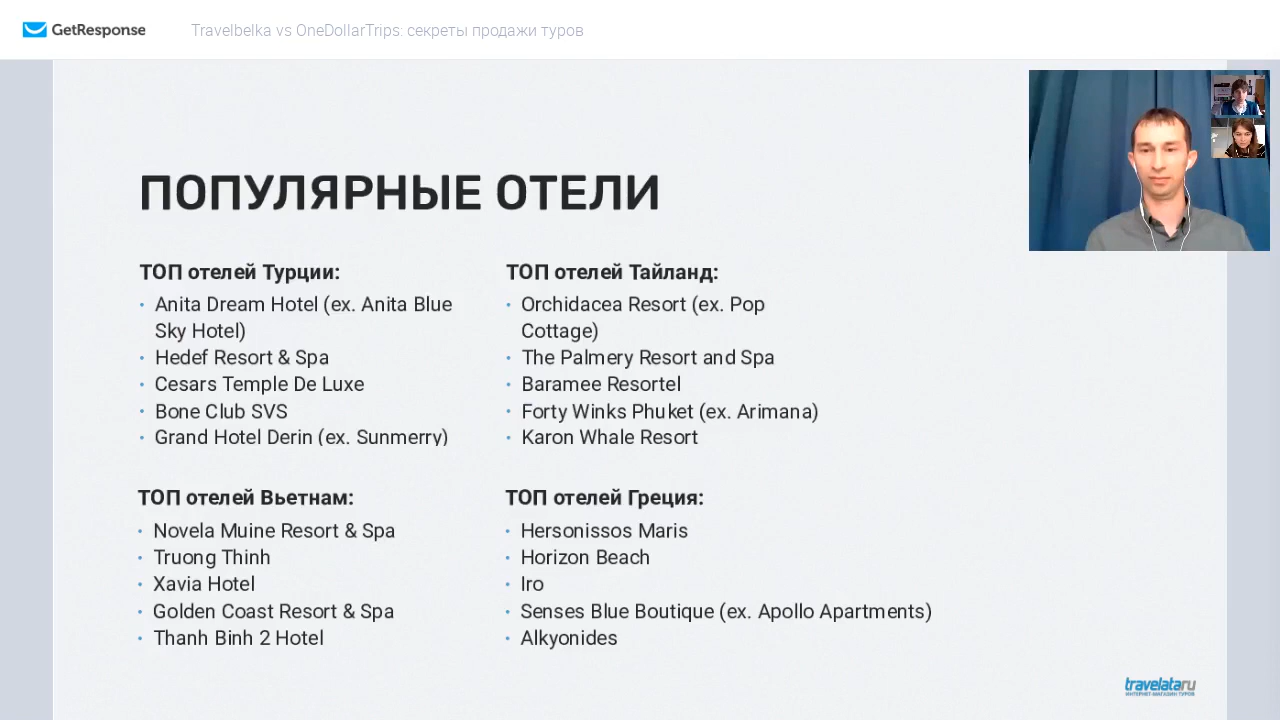 GetResponse
Travelbelka vs OneDollarTrips: секреты продажи туров
ПОПУЛЯРНЫЕ ОТЕЛИ
ТОП отелей Турции:
• Anita Dream Hotel (ex. Anita Blue
Sky Hotel)
• Hedef Resort & Spa
• Cesars Temple De Luxe
• Bone Club SVS
• Grand Hotel Derin (ex. Sunmerry)
ТОП отелей Тайланд:
• Orchidacea Resort (ex. Pop
Cottage)
• The Palmery Resort and Spa
• Baramee Resortel
• Forty Winks Phuket (ex. Arimana)
• Karon Whale Resort
ТОП отелей Вьетнам:
• Novela Muine Resort & Spa
• Truong Thinh
• Xavia Hotel
• Golden Coast Resort & Spa
• Thanh Binh 2 Hotel
ТОП отелей Греция:
• Hersonissos Maris
• Horizon Beach
• Iro
• Senses Blue Boutique (ex. Apollo Apartments)
• Alkyonides
travelataru
ИНТЕРНЕТ-МАГАЗИН ТУРОВ